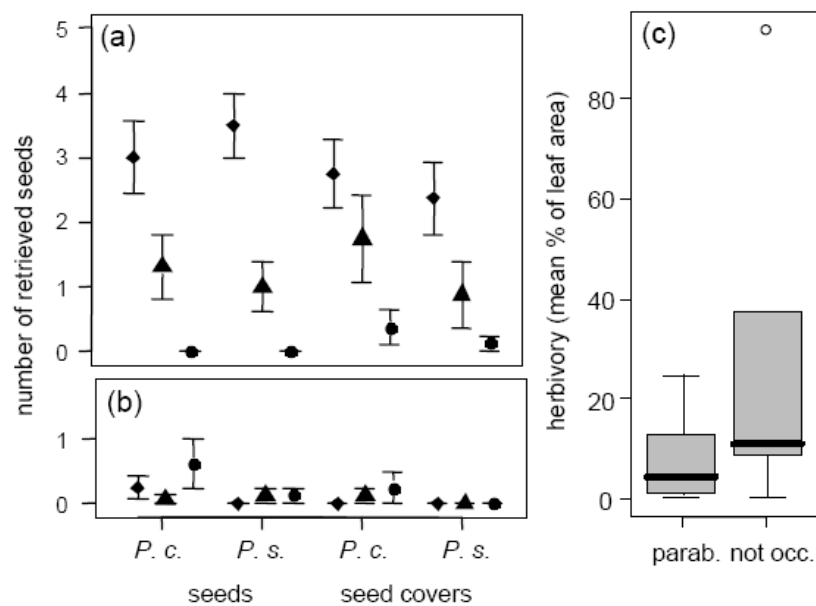 (a)
number of retrieved seeds
5
4
3
2
1
0
(b)
1
0
P. c. P. s. P. c. P. s.
seeds seed covers
(c)
herbivory (mean % of leaf area)
80
60
40
20
0
parab. not occ.